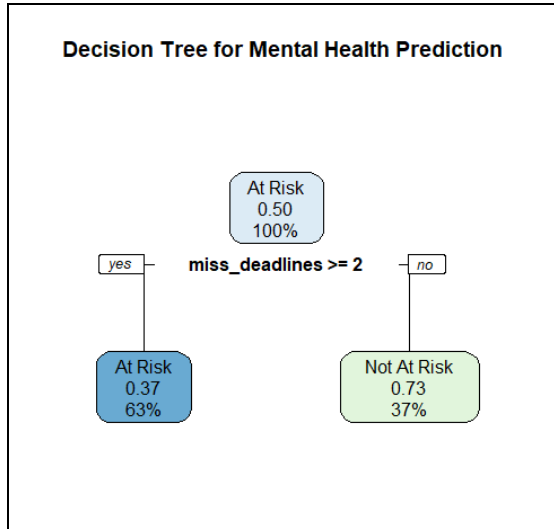 Decision Tree for Mental Health Prediction
At Risk
0.50
100%
yes
miss_deadlines >= 2
no
At Risk
0.37
63%
Not At Risk
0.73
37%